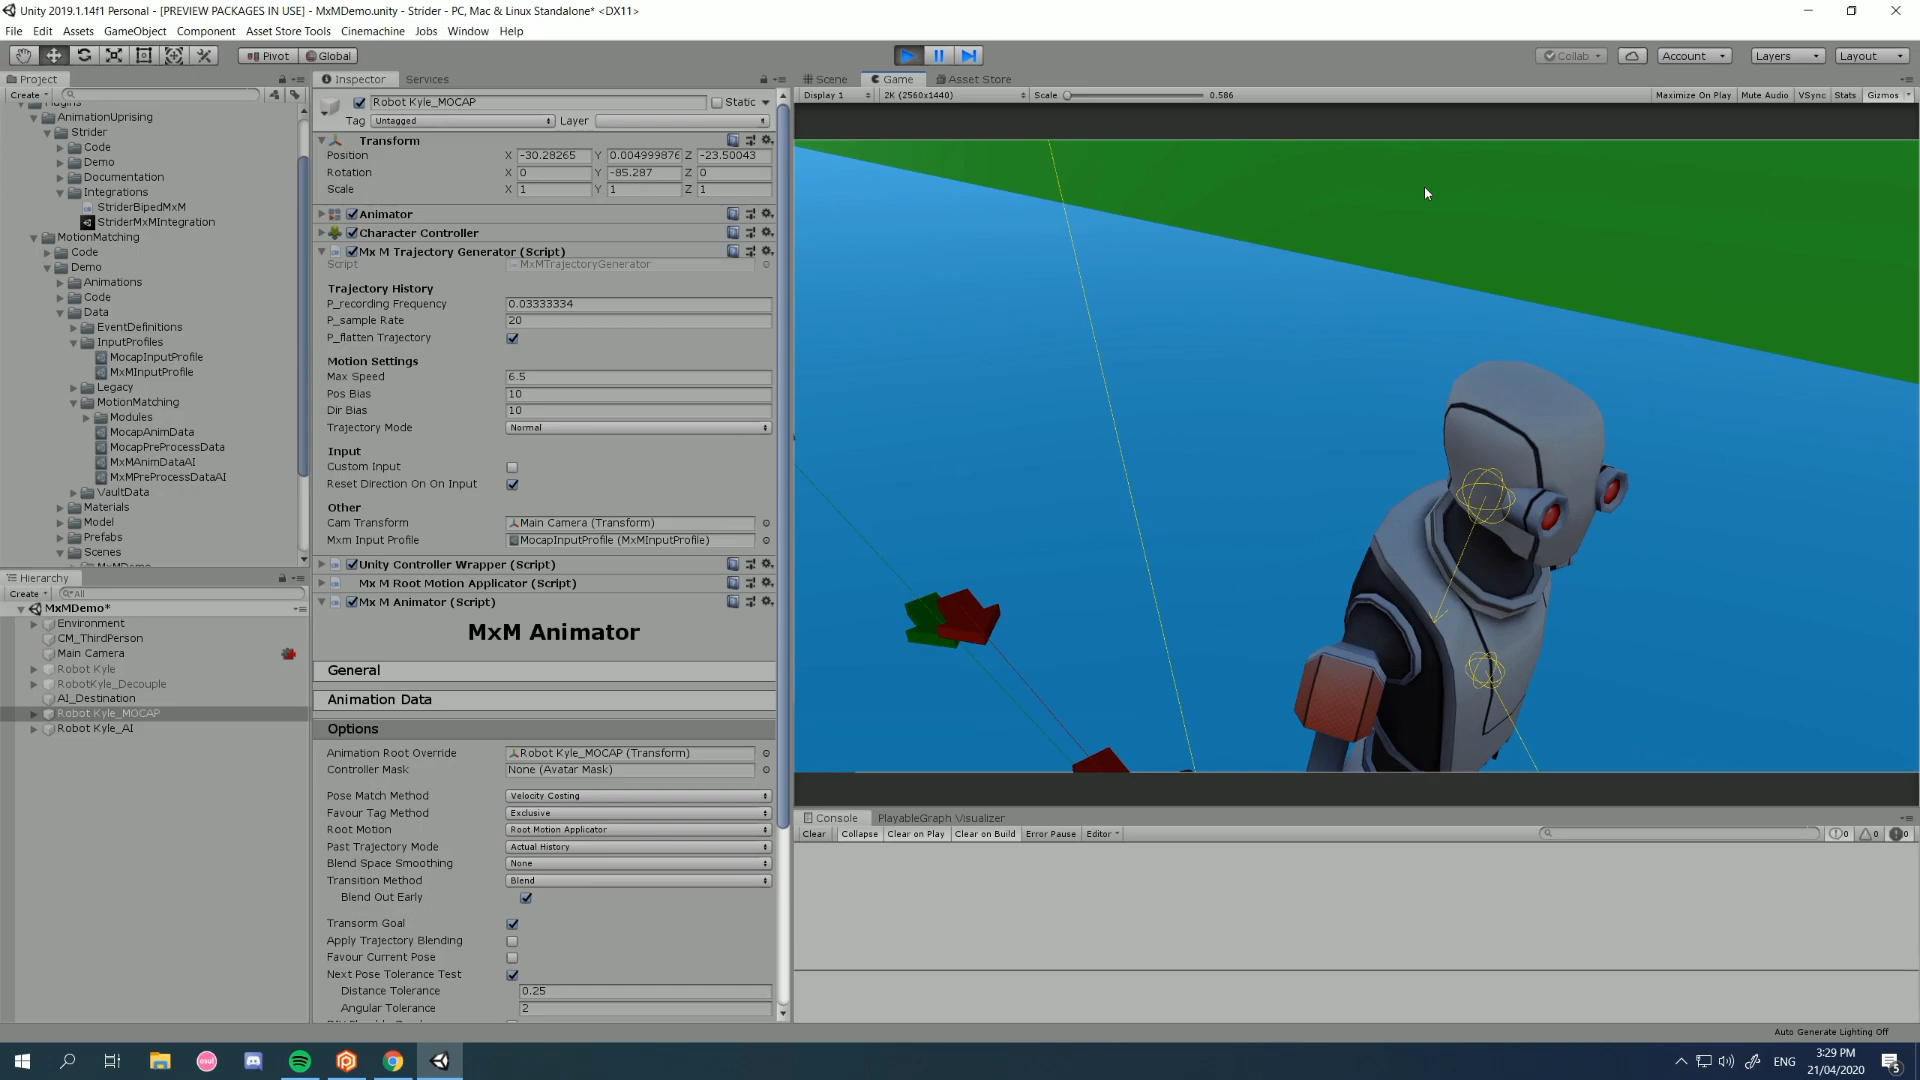 Unity 2019.1.14f1 Personal - [PREVIEW PACKAGES IN USE] - MxMDemo.unity - Strider - PC, Mac & Linux Standalone* <DX11>
File Edit Assets GameObject Component Asset Store Tools Cinemachine Jobs Window Help
Pivot Global Collab Account Layers Layout
Project
Create
AnimationUprising
Strider
Code
Demo
Documentation
Integrations
StriderBipedMxM
StriderMxMIntegration
MotionMatching
Code
Demo
Animations
Code
Data
EventDefinitions
InputProfiles
MocapInputProfile
MxMInputProfile
Legacy
MotionMatching
Modules
MocapAnimData
MocapPreProcessData
MxMAnimDataAI
MxMPreProcessDataAI
VaultData
Materials
Model
Prefabs
Scenes
Hierarchy
Create All
MxMDemo*
Environment
CM_ThirdPerson
Main Camera
Robot Kyle
RobotKyle_Decouple
AI_Destination
Robot Kyle_MOCAP
Robot Kyle_AI
Inspector Services
Robot Kyle_MOCAP Static
Tag Untagged Layer
Transform
Position X -30.28265 Y 0.004999876 Z -23.50043
Rotation X 0 Y -85.287 Z 0
Scale X 1 Y 1 Z 1
Animator
Character Controller
Mx M Trajectory Generator (Script)
Script MxMTrajectoryGenerator
Trajectory History
P_recording Frequency 0.03333334
P_sample Rate 20
P_flatten Trajectory
Motion Settings
Max Speed 6.5
Pos Bias 10
Dir Bias 10
Trajectory Mode Normal
Input
Custom Input
Reset Direction On On Input
Other
Cam Transform Main Camera (Transform)
Mxm Input Profile MocapInputProfile (MxMInputProfile)
Unity Controller Wrapper (Script)
Mx M Root Motion Applicator (Script)
Mx M Animator (Script)
MxM Animator
General
Animation Data
Options
Animation Root Override Robot Kyle_MOCAP (Transform)
Controller Mask None (Avatar Mask)
Pose Match Method Velocity Costing
Favour Tag Method Exclusive
Root Motion Root Motion Applicator
Past Trajectory Mode Actual History
Blend Space Smoothing None
Transition Method Blend
Blend Out Early
Transorm Goal
Apply Trajectory Blending
Favour Current Pose
Next Pose Tolerance Test
Distance Tolerance 0.25
Angular Tolerance 2
Scene Game Asset Store
Display 1 2K (2560x1440) Scale 0.586 Maximize On Play Mute Audio VSync Stats Gizmos
Console PlayableGraph Visualizer
Clear Collapse Clear on Play Clear on Build Error Pause Editor 0 0 0
Auto Generate Lighting Off
osu!
ENG
3:29 PM
21/04/2020
5